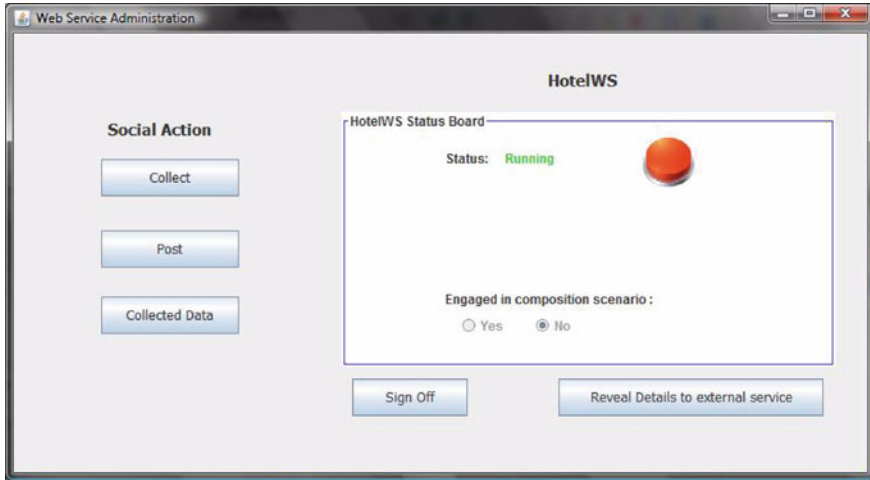 Web Service Administration
HotelWS
Social Action
Collect
Post
Collected Data
HotelWS Status Board
Status: Running
Engaged in composition scenario :
Yes No
Sign Off
Reveal Details to external service